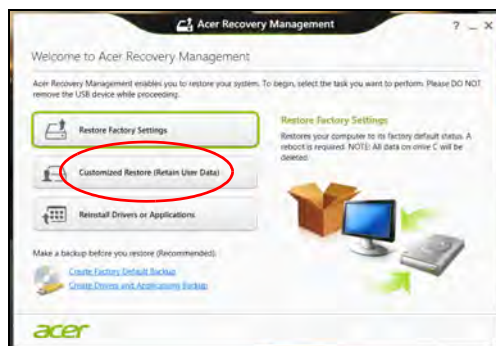 Acer Recovery Management
? _ X
Welcome to Acer Recovery Management
Acer Recovery Management enables you to restore your system. To begin, select the task you want to perform. Please DO NOT
remove the USB device while proceeding.
Restore Factory Settings
Customized Restore (Retain User Data)
Reinstall Drivers or Applications
Restore Factory Settings
Restores your computer to its factory default status. A
reboot is required. NOTE: All data on drive C will be
deleted.
Make a backup before you restore (Recommended).
Create Factory Default Backup
Create Drivers and Applications Backup
acer